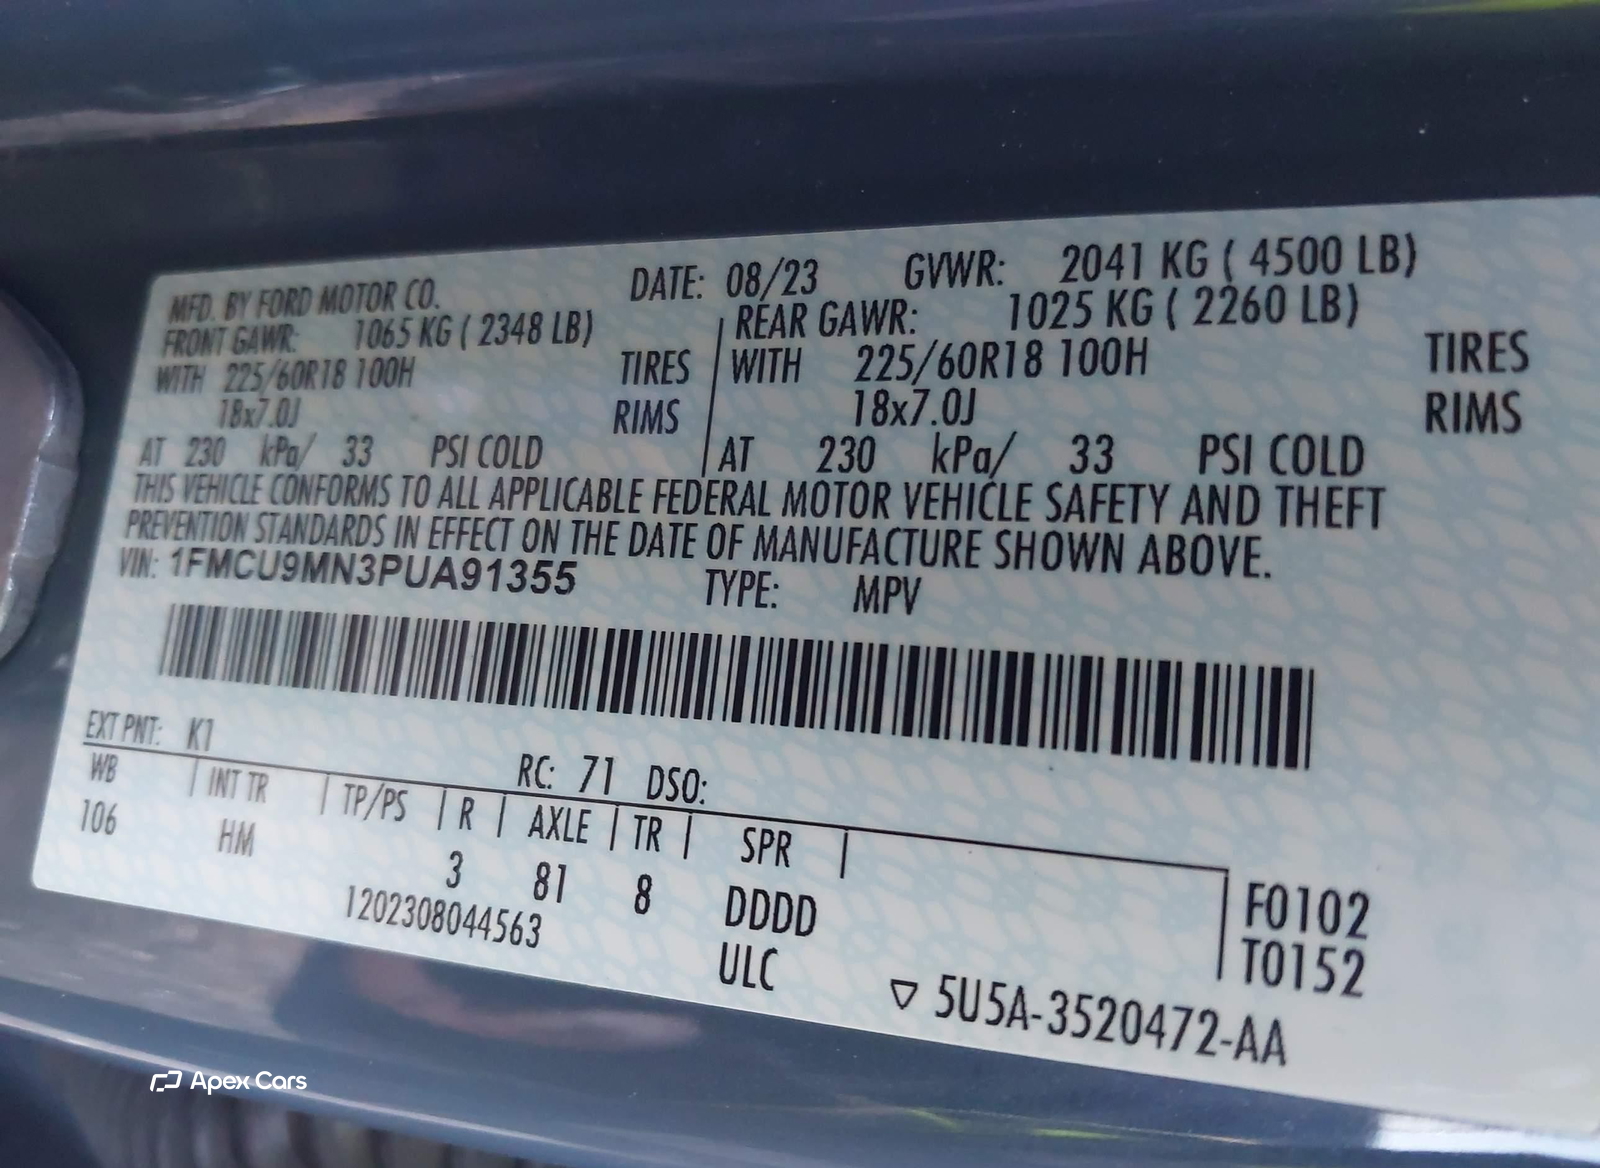 MFD. BY FORD MOTOR CO. DATE: 08/23 GVWR: 2041 KG ( 4500 LB)
FRONT GAWR: 1065 KG ( 2348 LB) REAR GAWR: 1025 KG ( 2260 LB)
WITH 225/60R18 100H TIRES WITH 225/60R18 100H TIRES
18x7.0J RIMS 18x7.0J RIMS
AT 230 kPa/ 33 PSI COLD AT 230 kPa/ 33 PSI COLD
THIS VEHICLE CONFORMS TO ALL APPLICABLE FEDERAL MOTOR VEHICLE SAFETY AND THEFT
PREVENTION STANDARDS IN EFFECT ON THE DATE OF MANUFACTURE SHOWN ABOVE.
VIN: 1FMCU9MN3PUA91355 TYPE: MPV
EXT PNT: K1 RC: 71 DSO:
WB INT TR TP/PS R AXLE TR SPR
106 HM 3 81 8 DDDD F0102
1202308044563 ULC T0152
▽ 5U5A-3520472-AA
Apex Cars